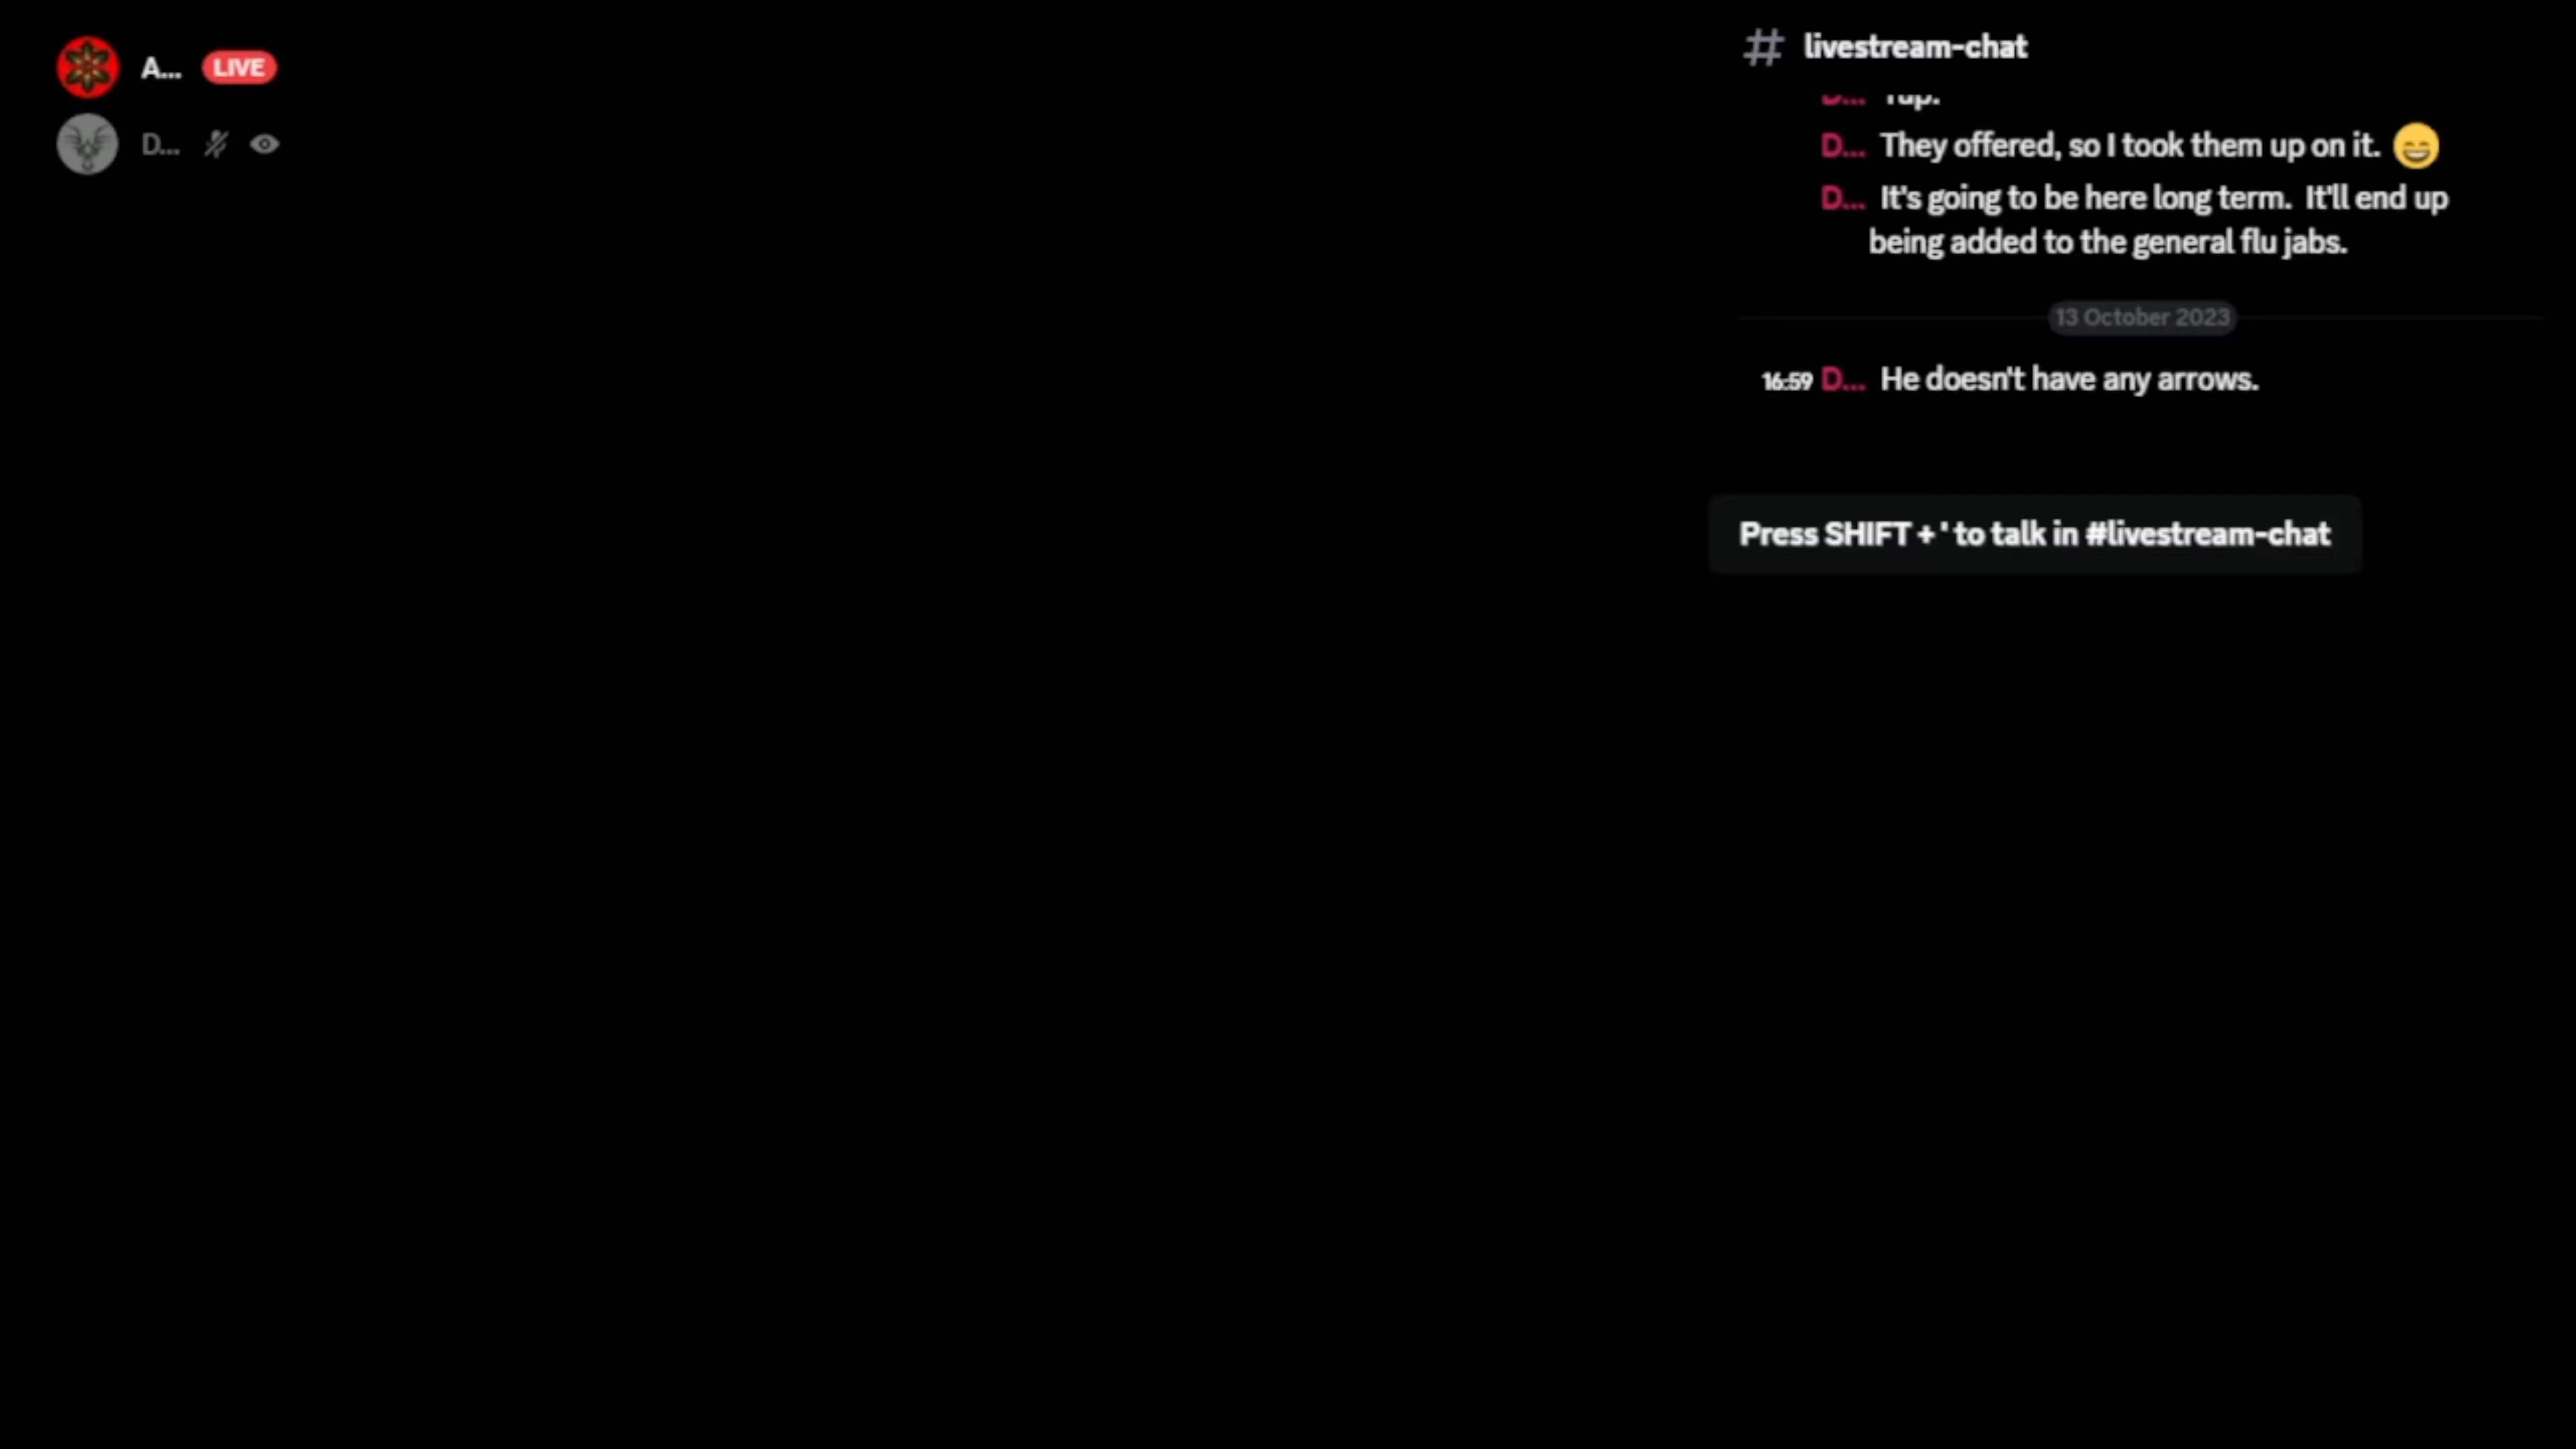 A... LIVE
D...
# livestream-chat
D... Yup.
D... They offered, so I took them up on it.
D... It's going to be here long term. It'll end up
being added to the general flu jabs.
13 October 2023
16:59 D... He doesn't have any arrows.
Press SHIFT + ' to talk in #livestream-chat